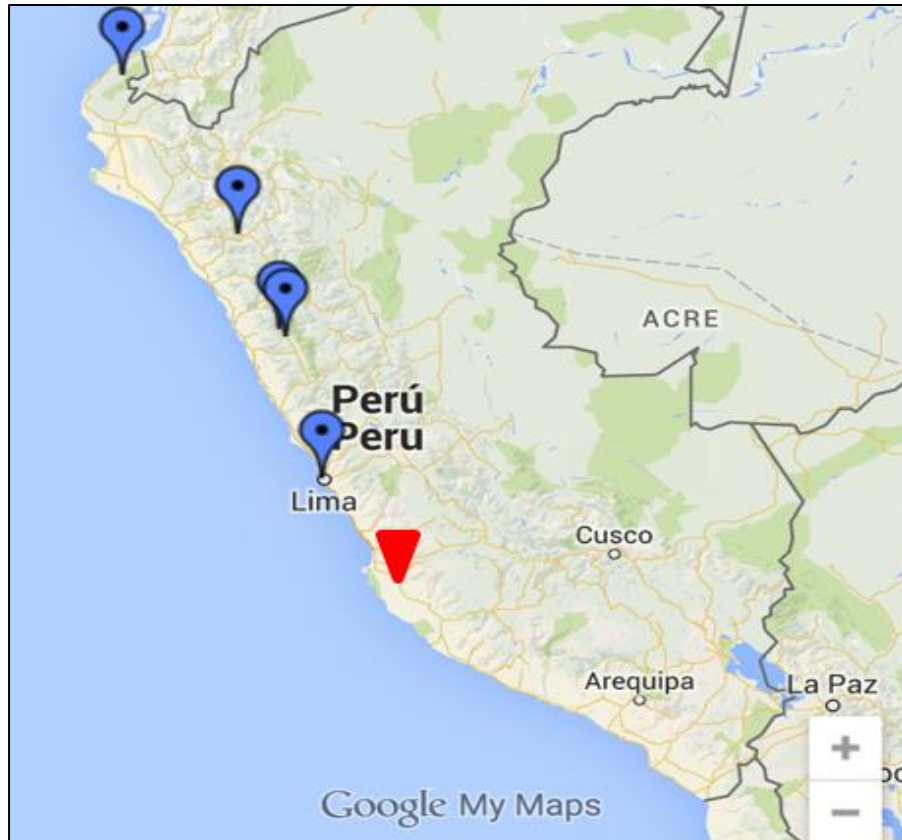 ACRE
Perú
Peru
Lima
Cusco
Arequipa
La Paz
+
Google My Maps
−